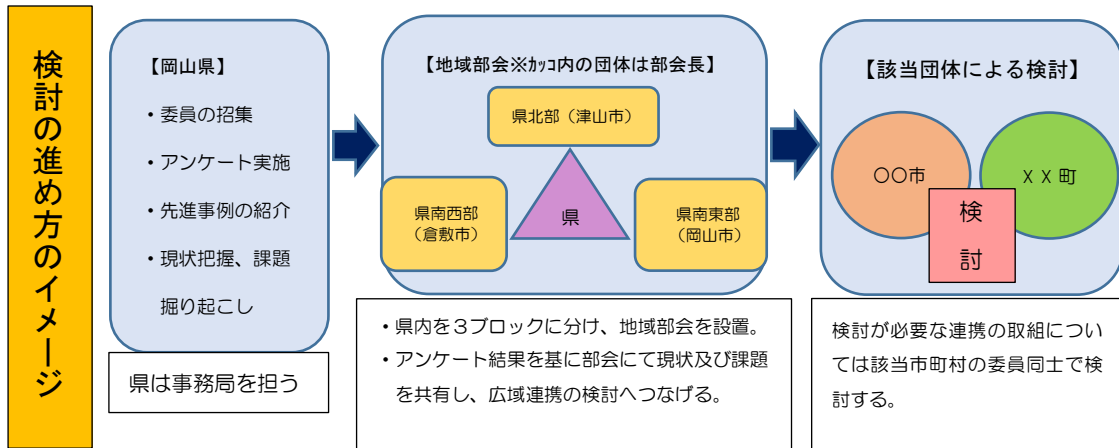 検討の進め方のイメージ
【岡山県】
・委員の招集
・アンケート実施
・先進事例の紹介
・現状把握、課題
掘り起こし
県は事務局を担う
【地域部会※ｶｯｺ内の団体は部会長】
県北部（津山市）
県南西部
（倉敷市）
県
県南東部
（岡山市）
・県内を３ブロックに分け、地域部会を設置。
・アンケート結果を基に部会にて現状及び課題
を共有し、広域連携の検討へつなげる。
【該当団体による検討】
〇〇市
ｘｘ町
検
討
検討が必要な連携の取組につい
ては該当市町村の委員同士で検
討する。